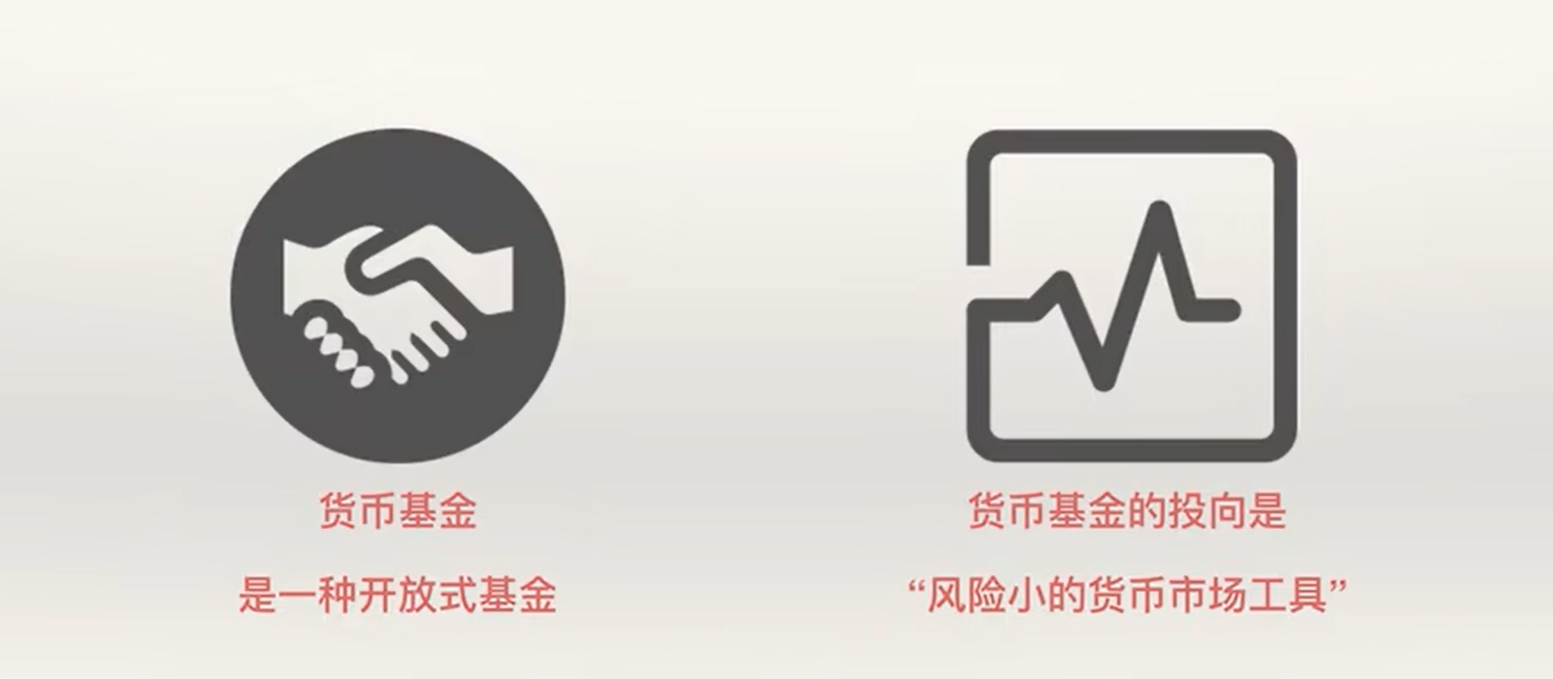 货币基金
是一种开放式基金
货币基金的投向是
“风险小的货币市场工具”